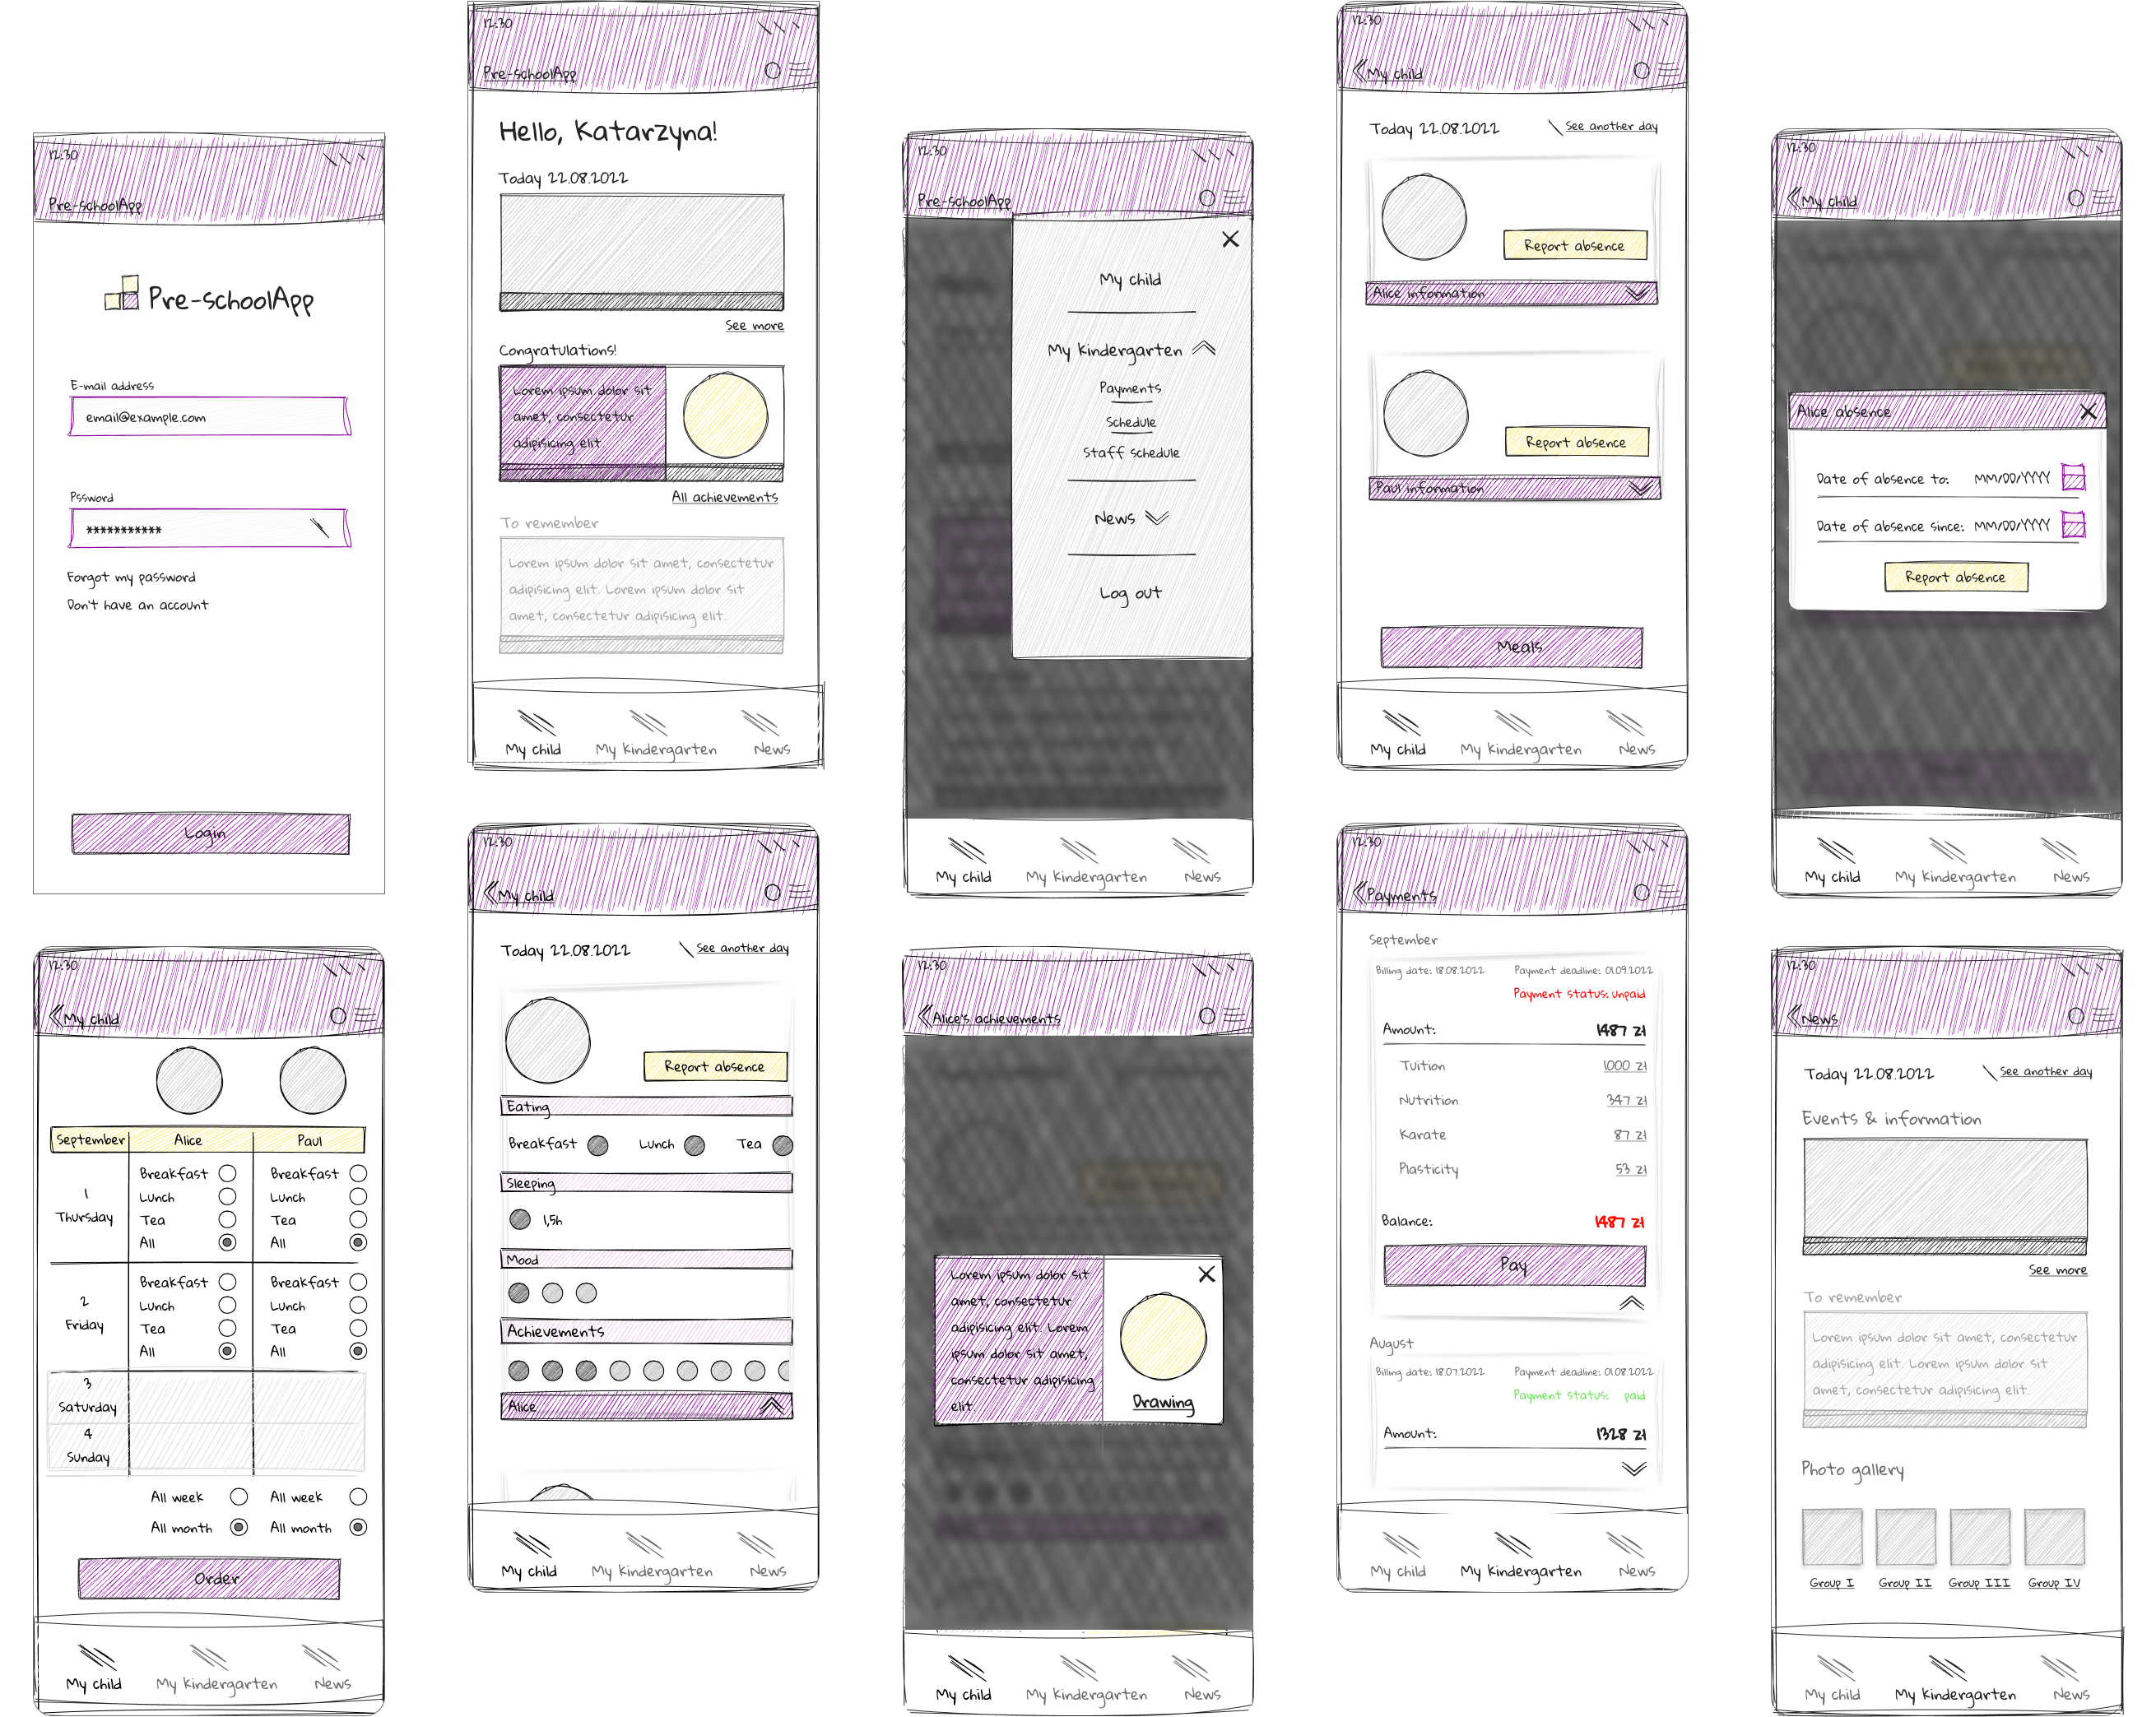 12:30
Pre-schoolApp
Pre-schoolApp
E-mail address
email@example.com
Pssword
***********
Forgot my password
Don't have an account
Login
12:30
Pre-schoolApp
Hello, Katarzyna!
Today 22.08.2022
See more
Congratulations!
Lorem ipsum dolor sit
amet, consectetur
adipisicing elit.
All achievements
To remember
Lorem ipsum dolor sit amet, consectetur
adipisicing elit. Lorem ipsum dolor sit
amet, consectetur adipisicing elit.
My child My kindergarten News
12:30
Pre-schoolApp
My child
My kindergarten
Payments
Schedule
Staff schedule
News
Log out
My child My kindergarten News
12:30
My child
Today 22.08.2022 See another day
Report absence
Alice information
Report absence
Paul information
Meals
My child My kindergarten News
12:30
My child
Alice absence
Date of absence to: MM/DD/YYYY
Date of absence since: MM/DD/YYYY
Report absence
My child My kindergarten News
12:30
My child
September Alice Paul
1
Thursday
Breakfast Breakfast
Lunch Lunch
Tea Tea
All All
2
Friday
Breakfast Breakfast
Lunch Lunch
Tea Tea
All All
3
Saturday
4
Sunday
All week All week
All month All month
Order
My child My kindergarten News
12:30
My child
Today 22.08.2022 See another day
Report absence
Eating
Breakfast Lunch Tea
Sleeping
1,5h
Mood
Achievements
Alice
My child My kindergarten News
12:30
Alice's achievements
Lorem ipsum dolor sit
amet, consectetur
adipisicing elit. Lorem
ipsum dolor sit amet,
consectetur adipisicing
elit.
Drawing
My child My kindergarten News
12:30
Payments
September
Billing date: 18.08.2022 Payment deadline: 01.09.2022
Payment status: unpaid
Amount: 1487 zł
Tuition 1000 zł
Nutrition 347 zł
Karate 87 zł
Plasticity 53 zł
Balance: 1487 zł
Pay
August
Billing date: 18.07.2022 Payment deadline: 01.08.2022
Payment status: paid
Amount: 1328 zł
My child My kindergarten News
12:30
News
Today 22.08.2022 See another day
Events & information
See more
To remember
Lorem ipsum dolor sit amet, consectetur
adipisicing elit. Lorem ipsum dolor sit
amet, consectetur adipisicing elit.
Photo gallery
Group I Group II Group III Group IV
My child My kindergarten News